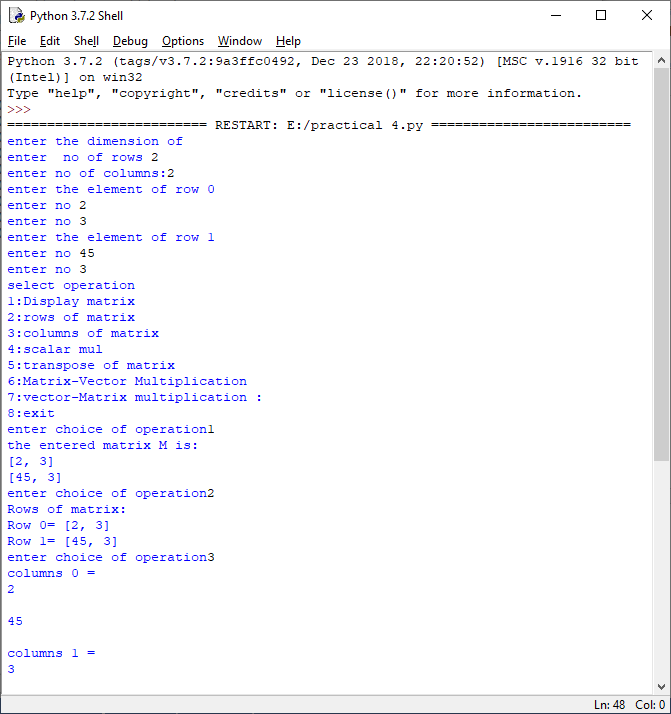 Python 3.7.2 Shell
File Edit Shell Debug Options Window Help
Python 3.7.2 (tags/v3.7.2:9a3ffc0492, Dec 23 2018, 22:20:52) [MSC v.1916 32 bit
(Intel)] on win32
Type "help", "copyright", "credits" or "license()" for more information.
>>>
========================= RESTART: E:/practical 4.py =========================
enter the dimension of
enter  no of rows 2
enter no of columns:2
enter the element of row 0
enter no 2
enter no 3
enter the element of row 1
enter no 45
enter no 3
select operation
1:Display matrix
2:rows of matrix
3:columns of matrix
4:scalar mul
5:transpose of matrix
6:Matrix-Vector Multiplication
7:vector-Matrix multiplication :
8:exit
enter choice of operation1
the entered matrix M is:
[2, 3]
[45, 3]
enter choice of operation2
Rows of matrix:
Row 0= [2, 3]
Row 1= [45, 3]
enter choice of operation3
columns 0 =
2
45
columns 1 =
3
Ln: 48 Col: 0